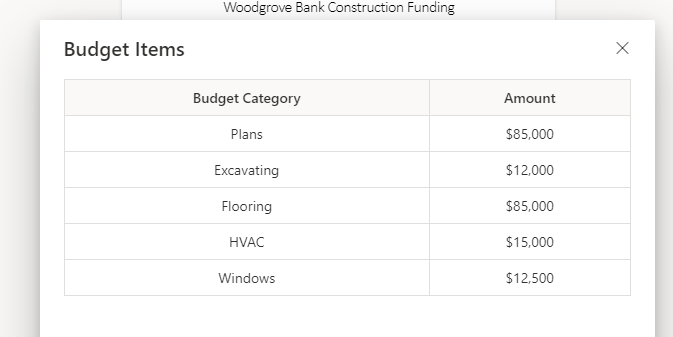 Woodgrove Bank Construction Funding
Budget Items
Budget Category Amount
Plans $85,000
Excavating $12,000
Flooring $85,000
HVAC $15,000
Windows $12,500